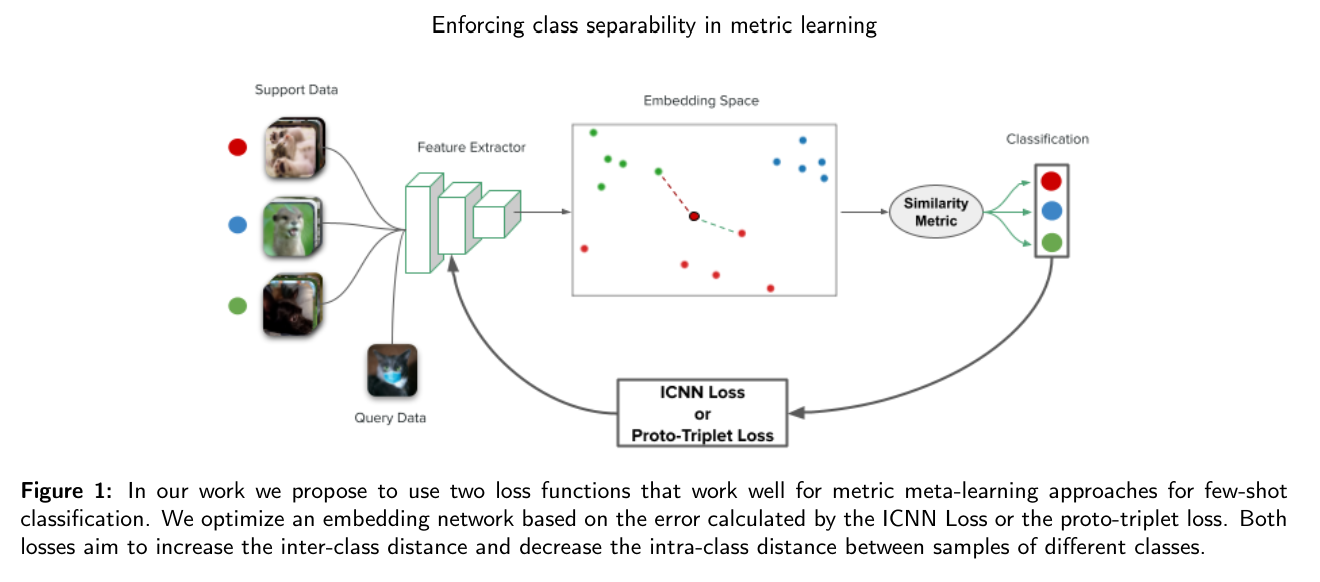 Enforcing class separability in metric learning
Support Data
Embedding Space
Classification
Feature Extractor
Similarity
Metric
ICNN Loss
or
Proto-Triplet Loss
Query Data
Figure 1: In our work we propose to use two loss functions that work well for metric meta-learning approaches for few-shot
classification. We optimize an embedding network based on the error calculated by the ICNN Loss or the proto-triplet loss. Both
losses aim to increase the inter-class distance and decrease the intra-class distance between samples of different classes.